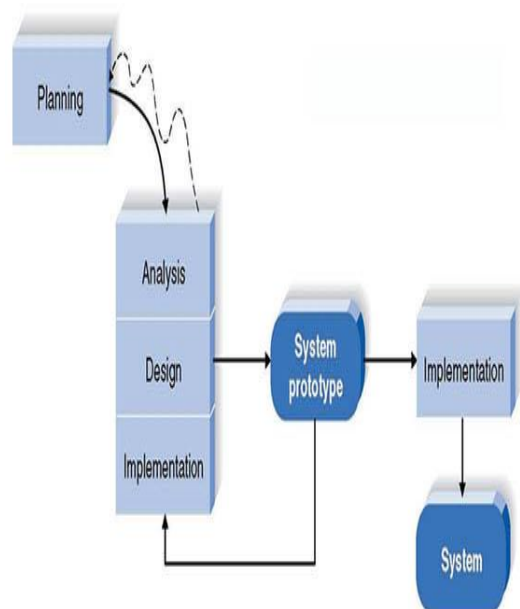 Planning
Analysis
Design
Implementation
System
prototype
Implementation
System